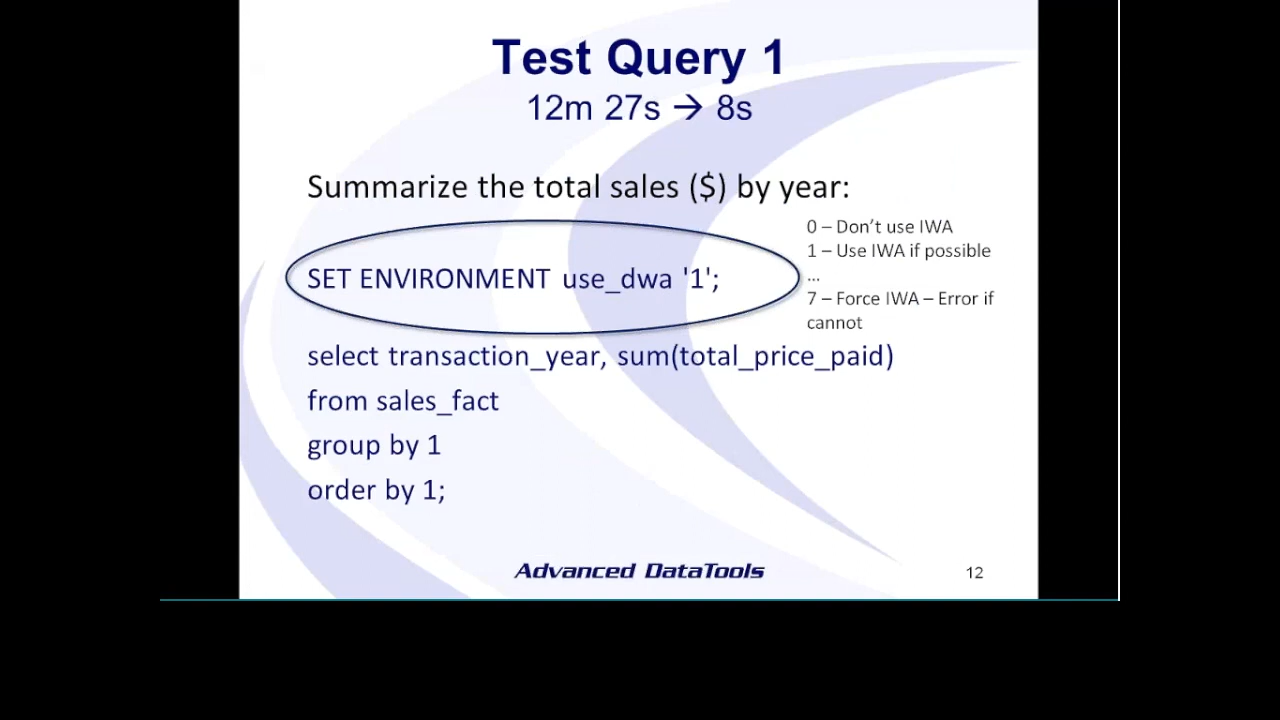 Test Query 1
12m 27s → 8s
Summarize the total sales ($) by year:
0 – Don’t use IWA
1 – Use IWA if possible
...
7 – Force IWA – Error if
cannot
SET ENVIRONMENT use_dwa '1';
select transaction_year, sum(total_price_paid)
from sales_fact
group by 1
order by 1;
Advanced DataTools
12